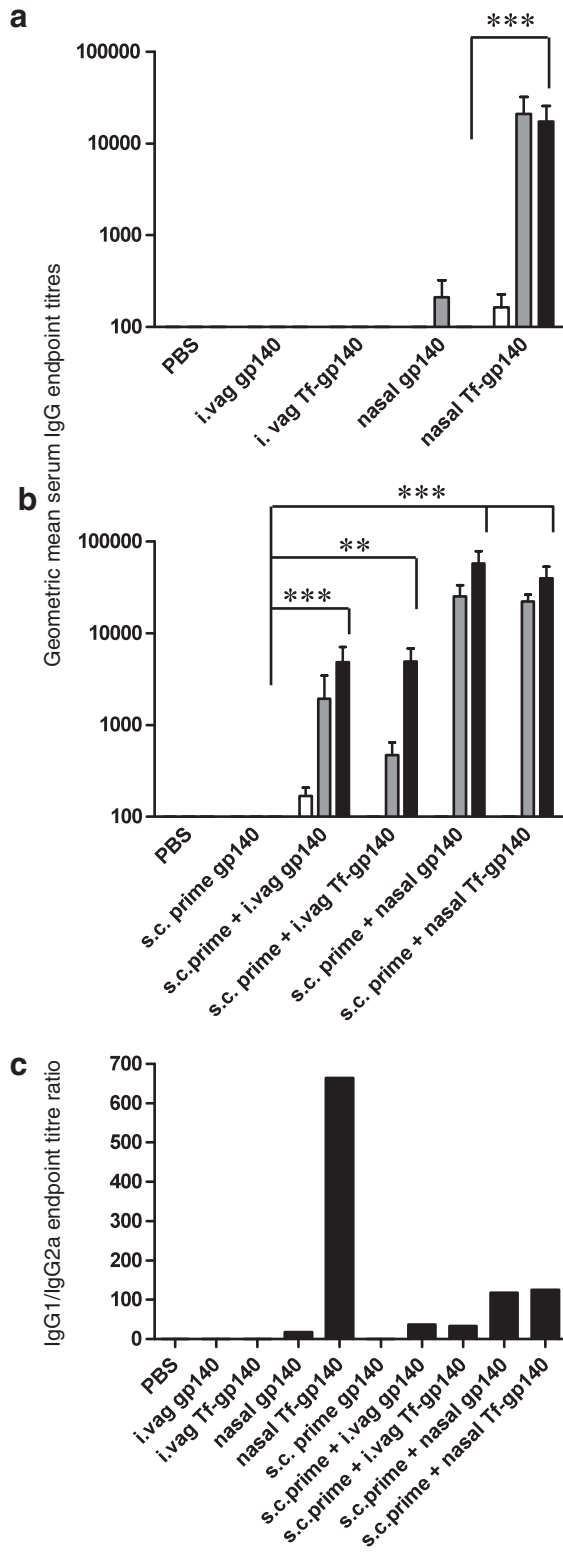 a
***
100000
10000
1000
100
PBS
i.vag gp140
i. vag Tf-gp140
nasal gp140
nasal Tf-gp140
Geometric mean serum IgG endpoint titres
b
***
**
***
100000
10000
1000
100
PBS
s.c. prime gp140
s.c.prime + i.vag gp140
s.c. prime + i.vag Tf-gp140
s.c. prime + nasal gp140
s.c. prime + nasal Tf-gp140
c
IgG1/IgG2a endpoint titre ratio
700
600
500
400
300
200
100
0
PBS
i.vag gp140
i.vag Tf-gp140
nasal gp140
nasal Tf-gp140
s.c. prime gp140
s.c.prime + i.vag gp140
s.c.prime + i.vag Tf-gp140
s.c.prime + nasal gp140
s.c.prime + nasal Tf-gp140